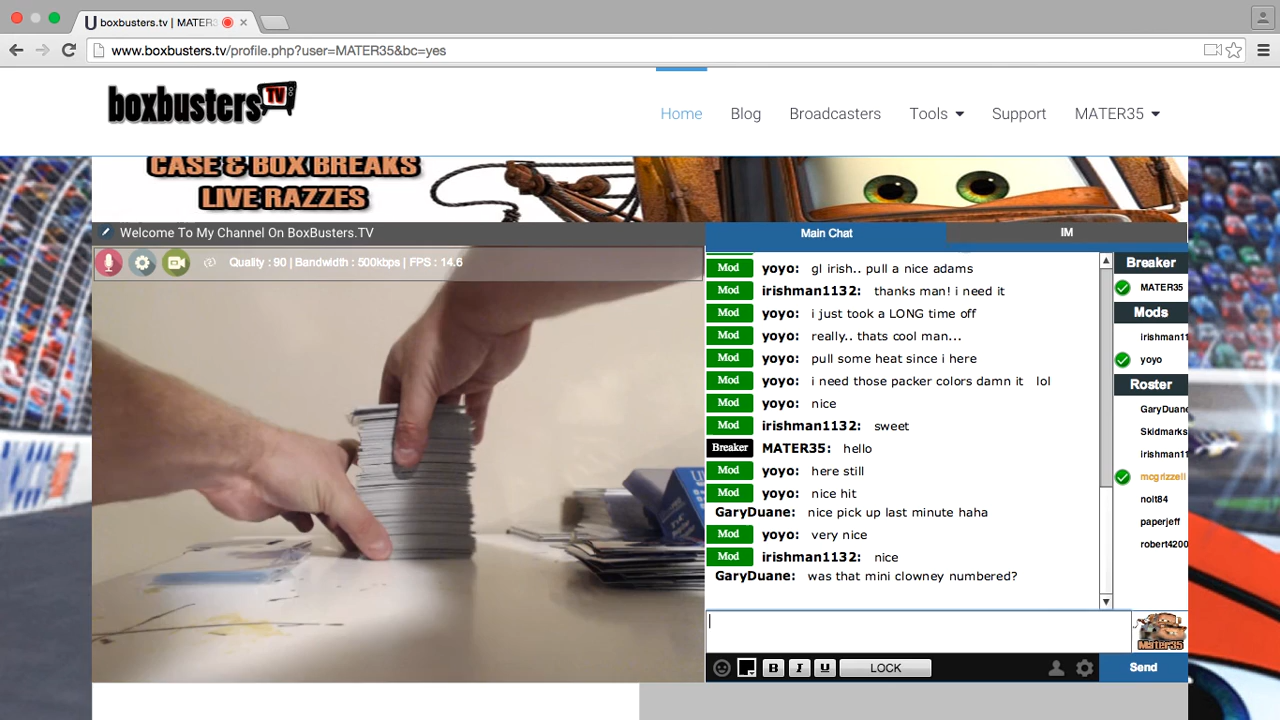 boxbusters.tv | MATER3
www.boxbusters.tv/profile.php?user=MATER35&bc=yes
boxbusters TV
Home Blog Broadcasters Tools Support MATER35
CASE & BOX BREAKS
LIVE RAZZES
Welcome To My Channel On BoxBusters.TV
Quality : 90 | Bandwidth : 500kbps | FPS : 14.6
Main Chat IM
Mod yoyo: gl irish.. pull a nice adams
Mod irishman1132: thanks man! i need it
Mod yoyo: i just took a LONG time off
Mod yoyo: really.. thats cool man...
Mod yoyo: pull some heat since i here
Mod yoyo: i need those packer colors damn it lol
Mod yoyo: nice
Mod irishman1132: sweet
Breaker MATER35: hello
Mod yoyo: here still
Mod yoyo: nice hit
GaryDuane: nice pick up last minute haha
Mod yoyo: very nice
Mod irishman1132: nice
GaryDuane: was that mini clowney numbered?
Breaker
MATER35
Mods
irishman11
yoyo
Roster
GaryDuane
Skidmarks
irishman11
mcgrizzell
nolt84
paperjeff
robert4200
Mater35
B I U LOCK Send